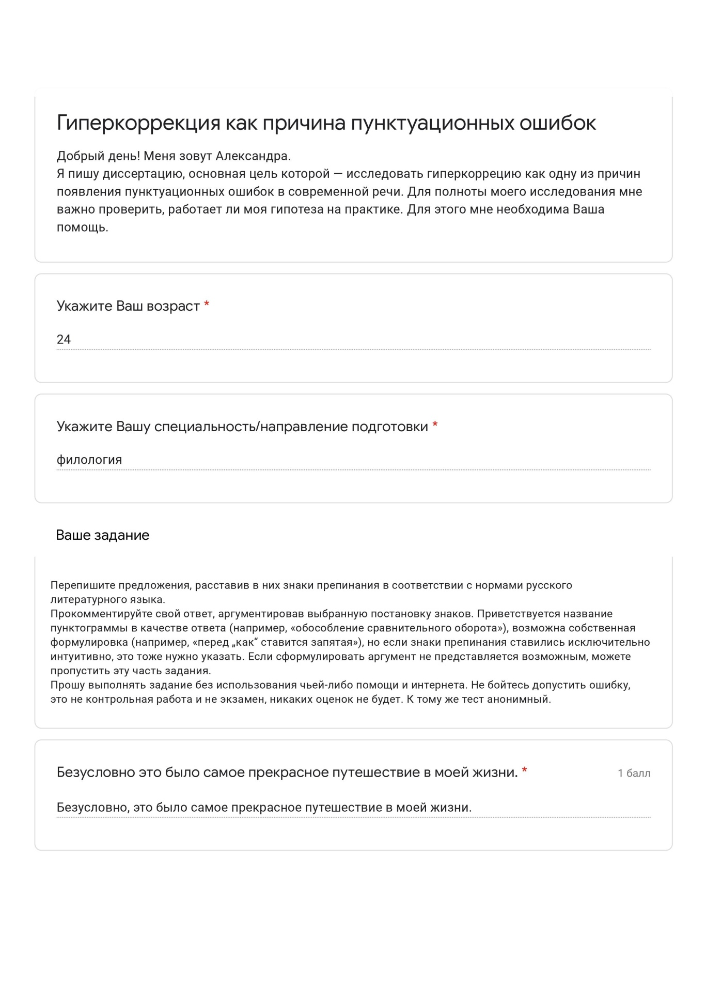 Гиперкоррекция как причина пунктуационных ошибок
Добрый день! Меня зовут Александра.
Я пишу диссертацию, основная цель которой — исследовать гиперкоррецию как одну из причин
появления пунктуационных ошибок в современной речи. Для полноты моего исследования мне
важно проверить, работает ли моя гипотеза на практике. Для этого мне необходима Ваша
помощь.
Укажите Ваш возраст *
24
Укажите Вашу специальность/направление подготовки *
филология
Ваше задание
Перепишите предложения, расставив в них знаки препинания в соответствии с нормами русского
литературного языка.
Прокомментируйте свой ответ, аргументировав выбранную постановку знаков. Приветствуется название
пунктограммы в качестве ответа (например, «обособление сравнительного оборота»), возможна собственная
формулировка (например, «перед „как“ ставится запятая»), но если знаки препинания ставились исключительно
интуитивно, это тоже нужно указать. Если сформулировать аргумент не представляется возможным, можете
пропустить эту часть задания.
Прошу выполнять задание без использования чьей-либо помощи и интернета. Не бойтесь допустить ошибку,
это не контрольная работа и не экзамен, никаких оценок не будет. К тому же тест анонимный.
Безусловно это было самое прекрасное путешествие в моей жизни. *
1 балл
Безусловно, это было самое прекрасное путешествие в моей жизни.